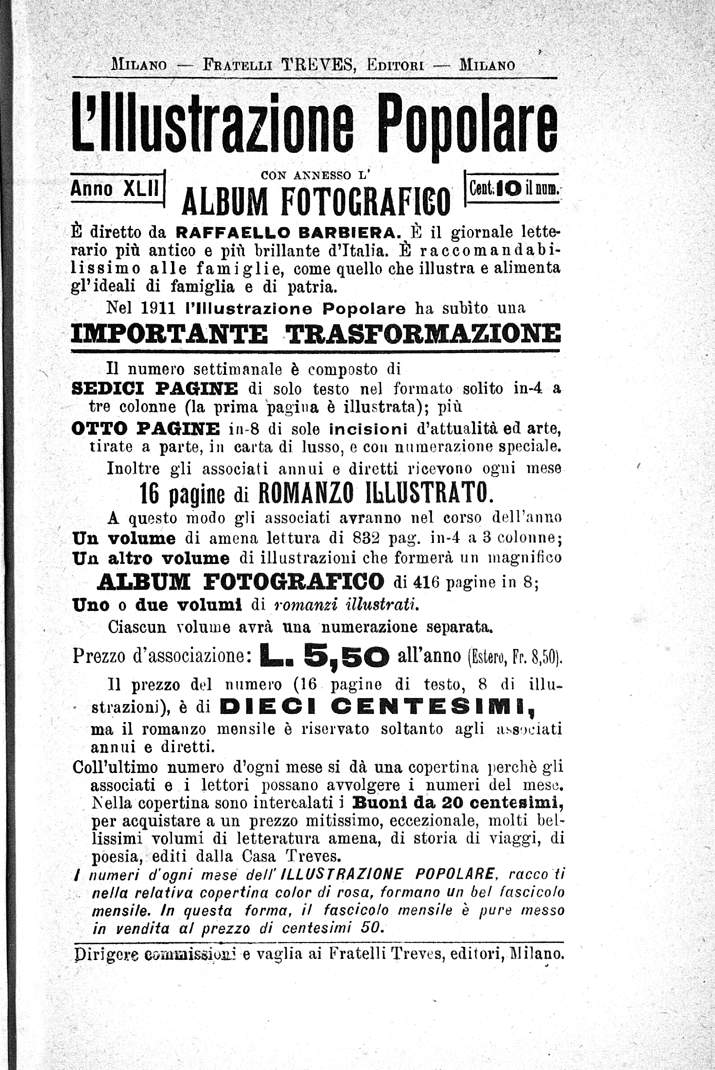 MILANO — FRATELLI TREVES, EDITORI — MILANO
L'Illustrazione Popolare
Anno XLII
CON ANNESSO L'
ALBUM FOTOGRAFICO
Cent. 10 il num.
È diretto da RAFFAELLO BARBIERA. È il giornale lette-
rario più antico e più brillante d'Italia. È raccomandabi-
lissimo alle famiglie, come quello che illustra e alimenta
gl'ideali di famiglia e di patria.
Nel 1911 l'Illustrazione Popolare ha subìto una
IMPORTANTE TRASFORMAZIONE
Il numero settimanale è composto di
SEDICI PAGINE di solo testo nel formato solito in-4 a
tre colonne (la prima pagina è illustrata); più
OTTO PAGINE in-8 di sole incisioni d'attualità ed arte,
tirate a parte, in carta di lusso, e con numerazione speciale.
Inoltre gli associati annui e diretti ricevono ogni mese
16 pagine di ROMANZO ILLUSTRATO.
A questo modo gli associati avranno nel corso dell'anno
Un volume di amena lettura di 832 pag. in-4 a 3 colonne;
Un altro volume di illustrazioni che formerà un magnifico
ALBUM FOTOGRAFICO di 416 pagine in 8;
Uno o due volumi di romanzi illustrati.
Ciascun volume avrà una numerazione separata.
Prezzo d'associazione: L. 5,50 all'anno (Estero, Fr. 8,50).
Il prezzo del numero (16 pagine di testo, 8 di illu-
strazioni), è di DIECI CENTESIMI,
ma il romanzo mensile è riservato soltanto agli associati
annui e diretti.
Coll'ultimo numero d'ogni mese si dà una copertina perchè gli
associati e i lettori possano avvolgere i numeri del mese.
Nella copertina sono intercalati i Buoni da 20 centesimi,
per acquistare a un prezzo mitissimo, eccezionale, molti bel-
lissimi volumi di letteratura amena, di storia di viaggi, di
poesia, editi dalla Casa Treves.
I numeri d'ogni mese dell'ILLUSTRAZIONE POPOLARE, racco ti
nella relativa copertina color di rosa, formano un bel fascicolo
mensile. In questa forma, il fascicolo mensile è pure messo
in vendita al prezzo di centesimi 50.
Dirigere commissioni e vaglia ai Fratelli Treves, editori, Milano.